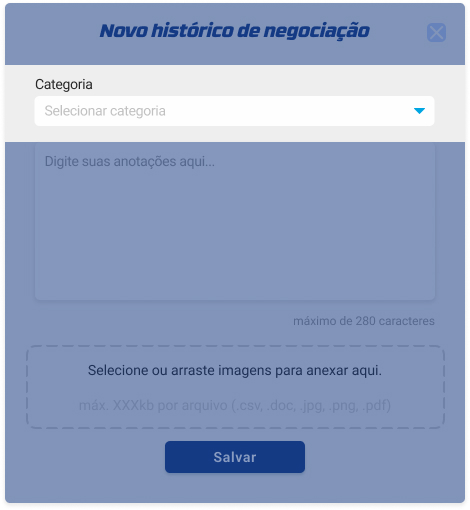 Novo histórico de negociação
Categoria
Selecionar categoria
Digite suas anotações aqui...
máximo de 280 caracteres
Selecione ou arraste imagens para anexar aqui.
máx. XXXkb por arquivo (.csv, .doc, .jpg, .png, .pdf)
Salvar